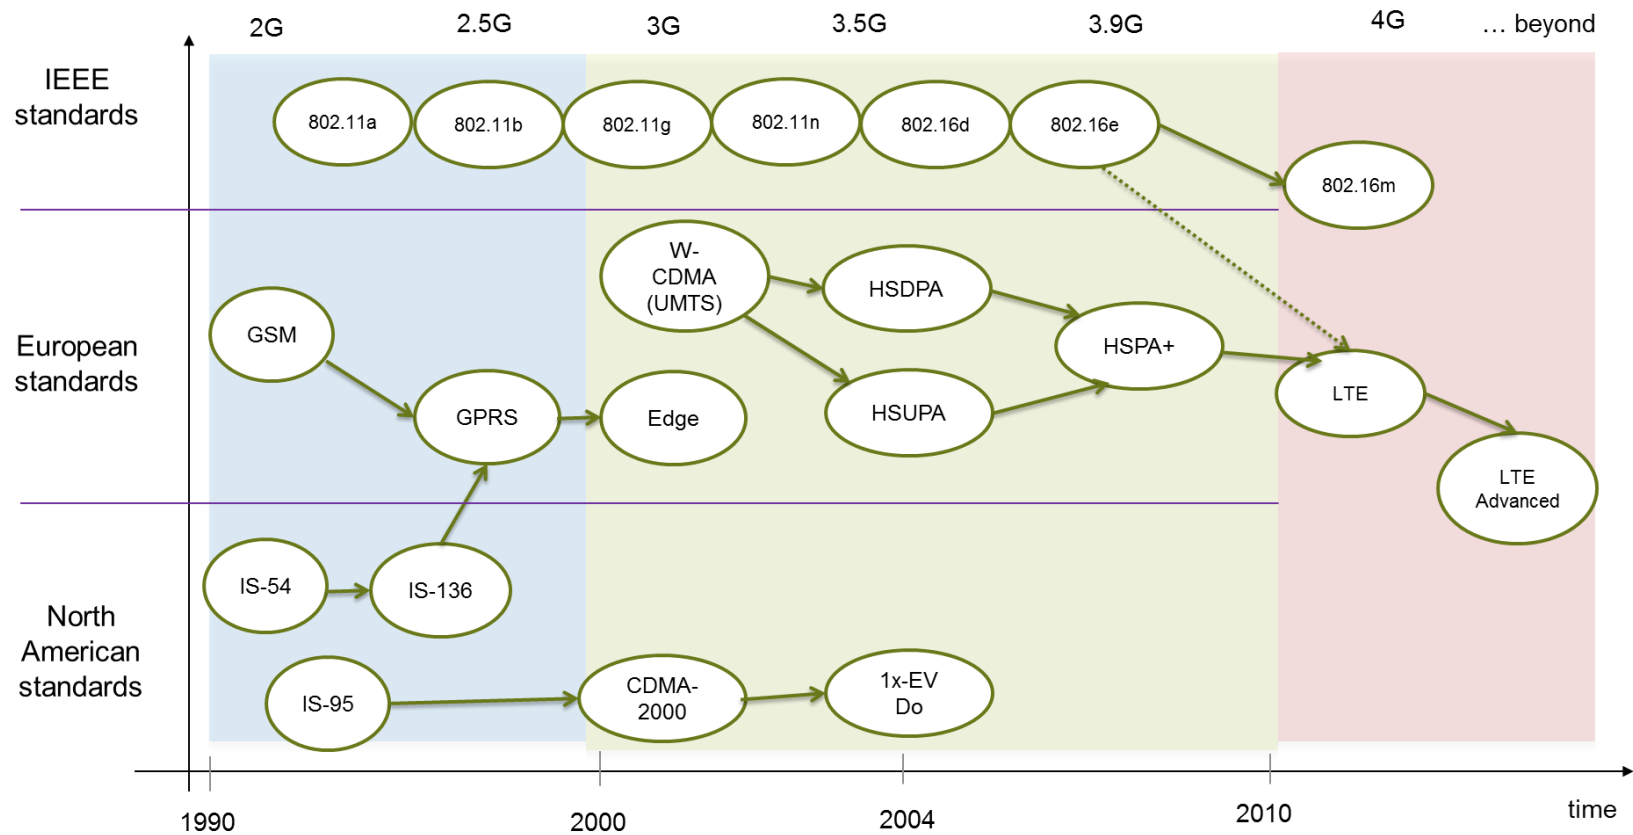 2G
2.5G
3G
3.5G
3.9G
4G
... beyond
IEEE
standards
802.11a
802.11b
802.11g
802.11n
802.16d
802.16e
802.16m
European
standards
GSM
GPRS
W-
CDMA
(UMTS)
Edge
HSDPA
HSUPA
HSPA+
LTE
LTE
Advanced
North
American
standards
IS-54
IS-136
IS-95
CDMA-
2000
1x-EV
Do
1990
2000
2004
2010
time